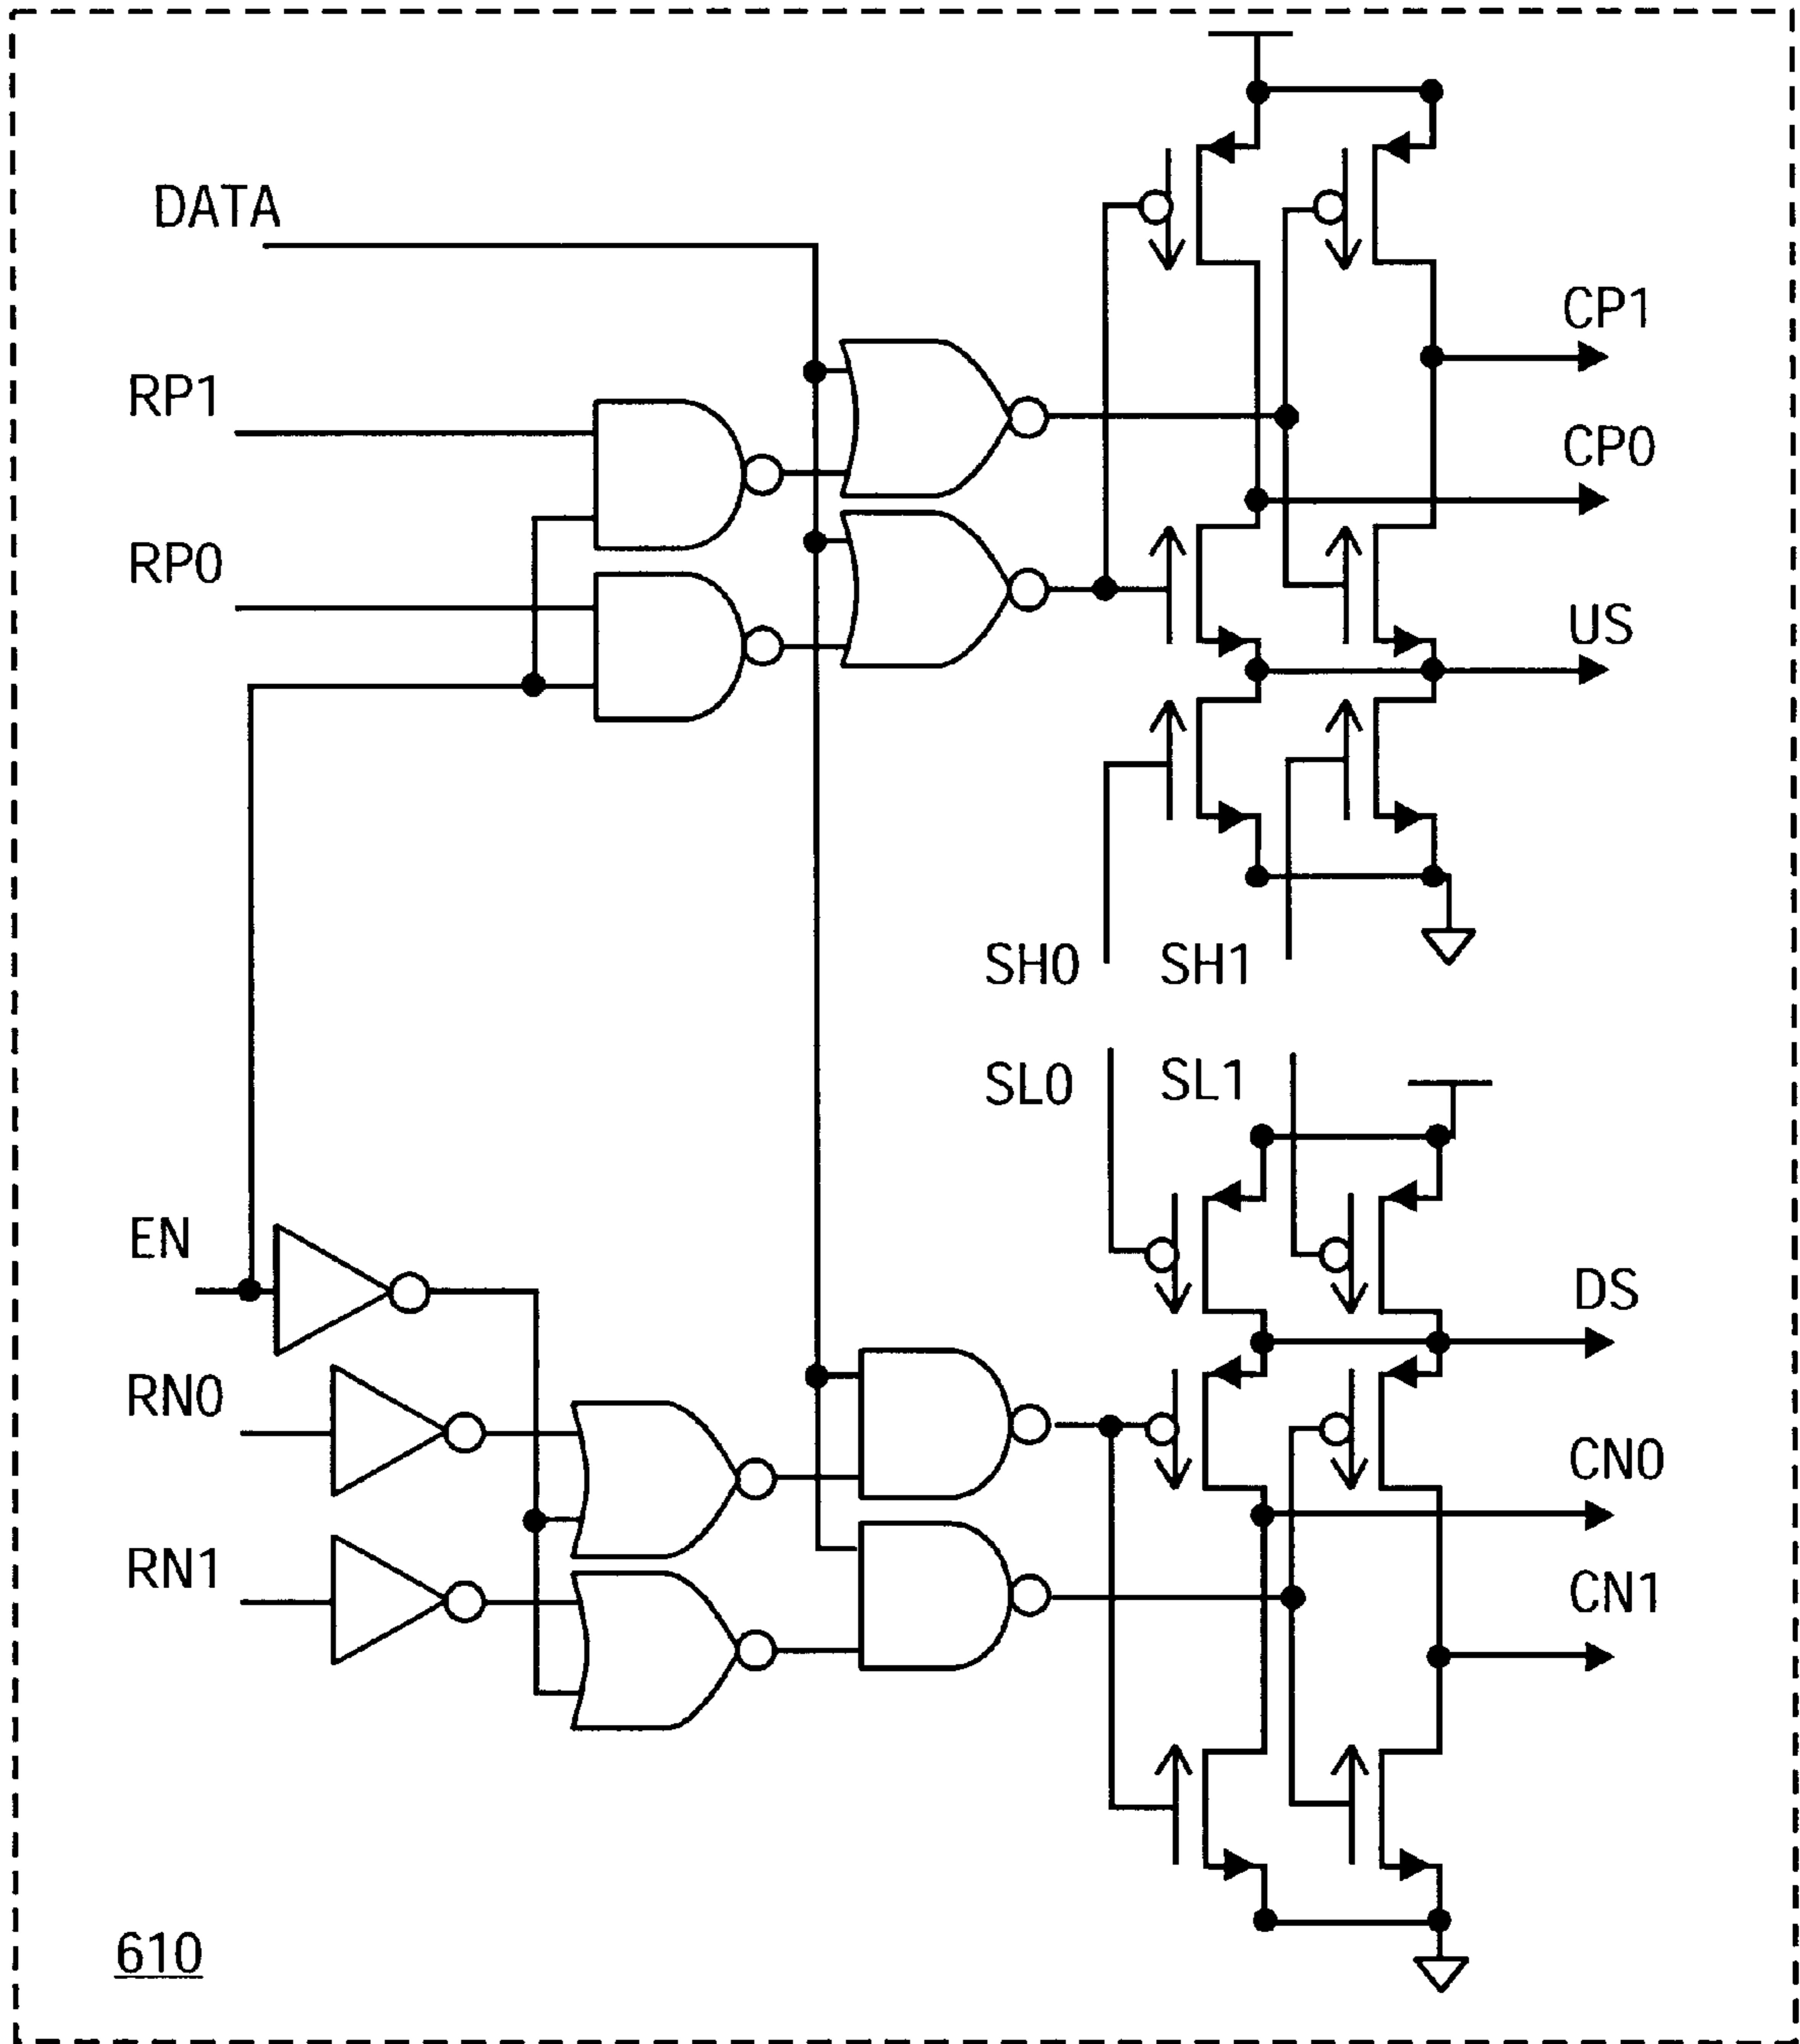 DATA
RP1
RP0
CP1
CP0
US
SH0 SH1
SL0 SL1
EN
RN0
RN1
DS
CN0
CN1
610